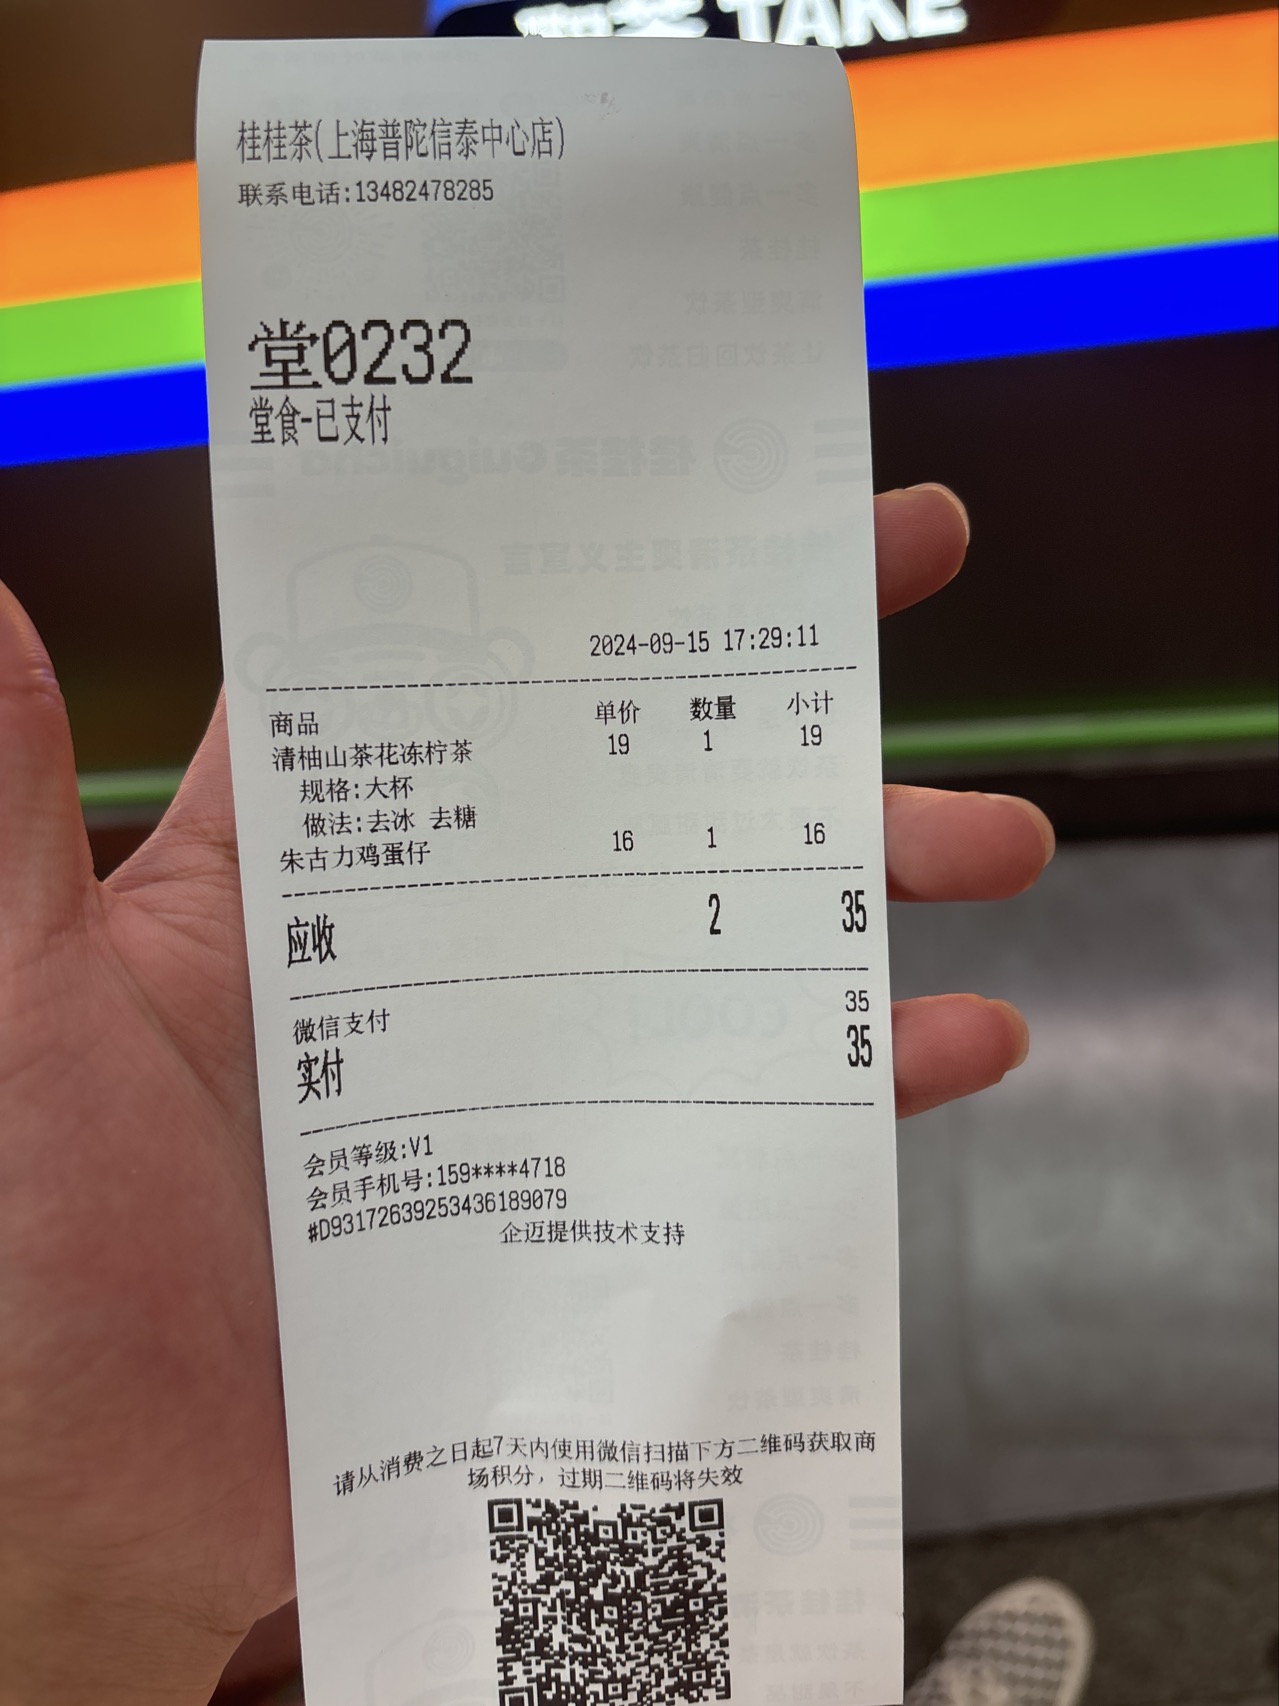 茶 TAKE
桂桂茶(上海普陀信泰中心店)
联系电话:13482478285
堂0232
堂食-已支付
2024-09-15 17:29:11
商品 单价 数量 小计
清柚山茶花冻柠茶 19 1 19
规格:大杯
做法:去冰 去糖
朱古力鸡蛋仔 16 1 16
应收 2 35
微信支付 35
实付 35
会员等级:V1
会员手机号:159****4718
#D931726392534361890​79
企迈提供技术支持
请从消费之日起7天内使用微信扫描下方二维码获取商
场积分，过期二维码将失效